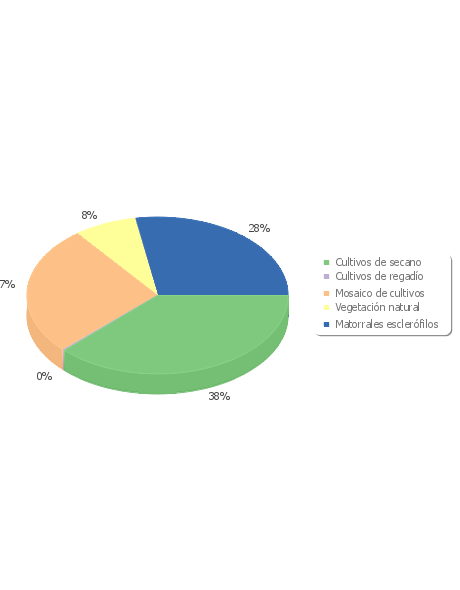 8%
28%
7%
0%
38%
Cultivos de secano
Cultivos de regadío
Mosaico de cultivos
Vegetación natural
Matorrales esclerófilos